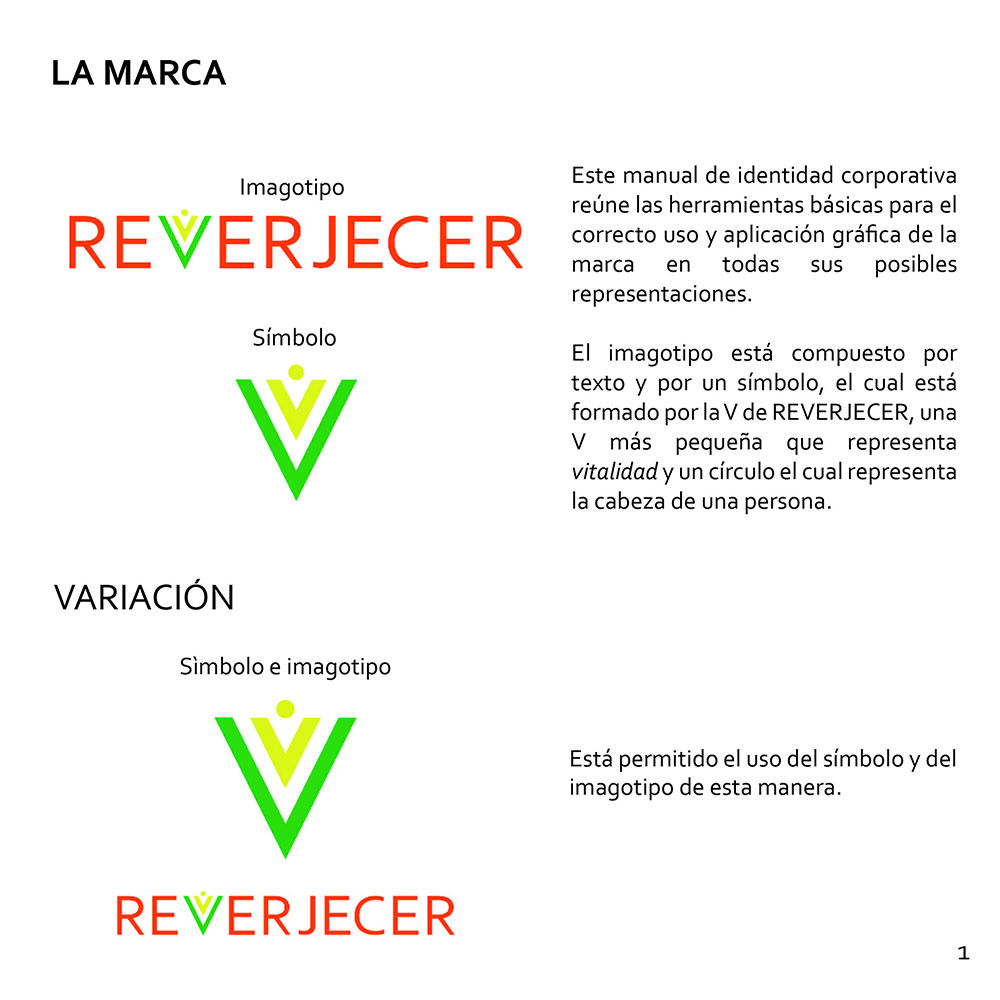 LA MARCA
Imagotipo
REVERJECER
Símbolo
Este manual de identidad corporativa
reúne las herramientas básicas para el
correcto uso y aplicación gráfica de la
marca en todas sus posibles
representaciones.
El imagotipo está compuesto por
texto y por un símbolo, el cual está
formado por la V de REVERJECER, una
V más pequeña que representa
vitalidad y un círculo el cual representa
la cabeza de una persona.
VARIACIÓN
Sìmbolo e imagotipo
REVERJECER
Está permitido el uso del símbolo y del
imagotipo de esta manera.
1